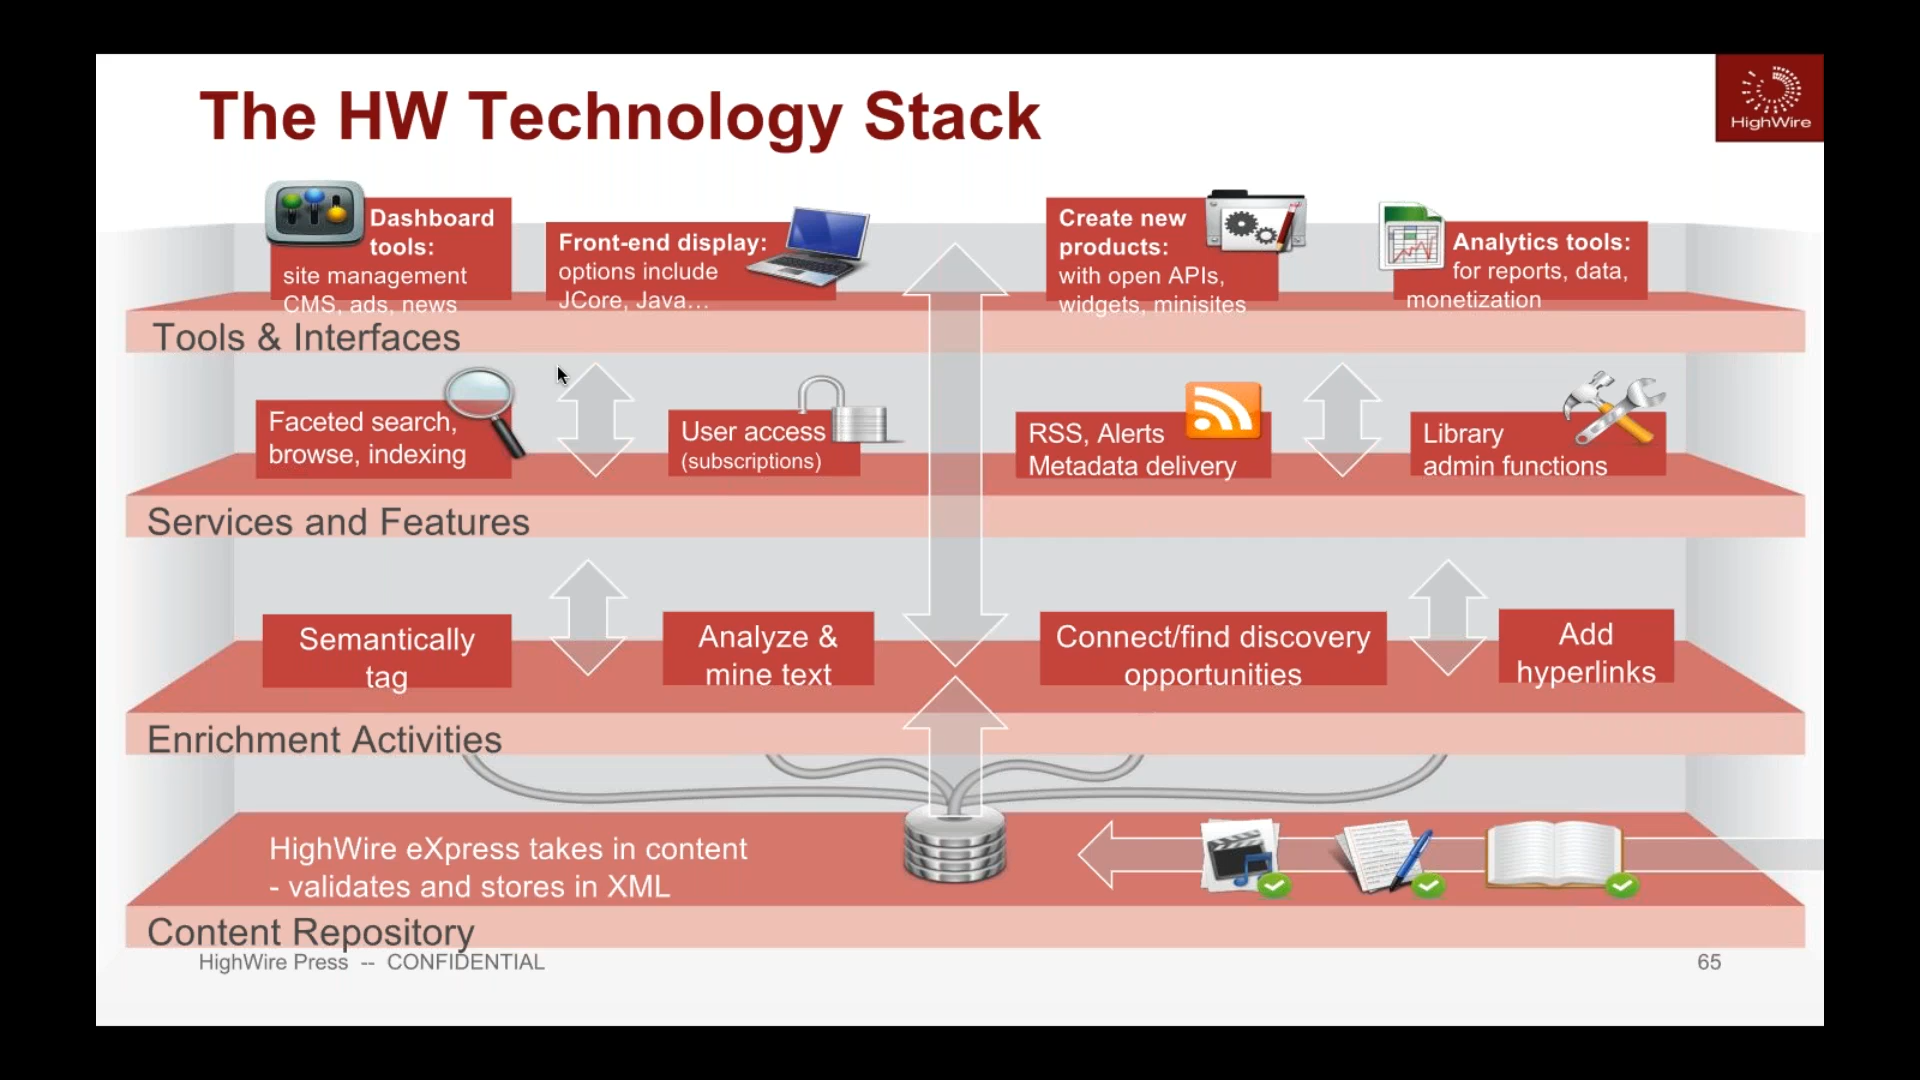 The HW Technology Stack
HighWire
Dashboard
tools:
site management
CMS, ads, news
Front-end display:
options include
JCore, Java...
Create new
products:
with open APIs,
widgets, minisites
Analytics tools:
for reports, data,
monetization
Tools & Interfaces
Faceted search,
browse, indexing
User access
(subscriptions)
RSS, Alerts
Metadata delivery
Library
admin functions
Services and Features
Semantically
tag
Analyze &
mine text
Connect/find discovery
opportunities
Add
hyperlinks
Enrichment Activities
HighWire eXpress takes in content
- validates and stores in XML
Content Repository
HighWire Press -- CONFIDENTIAL
65